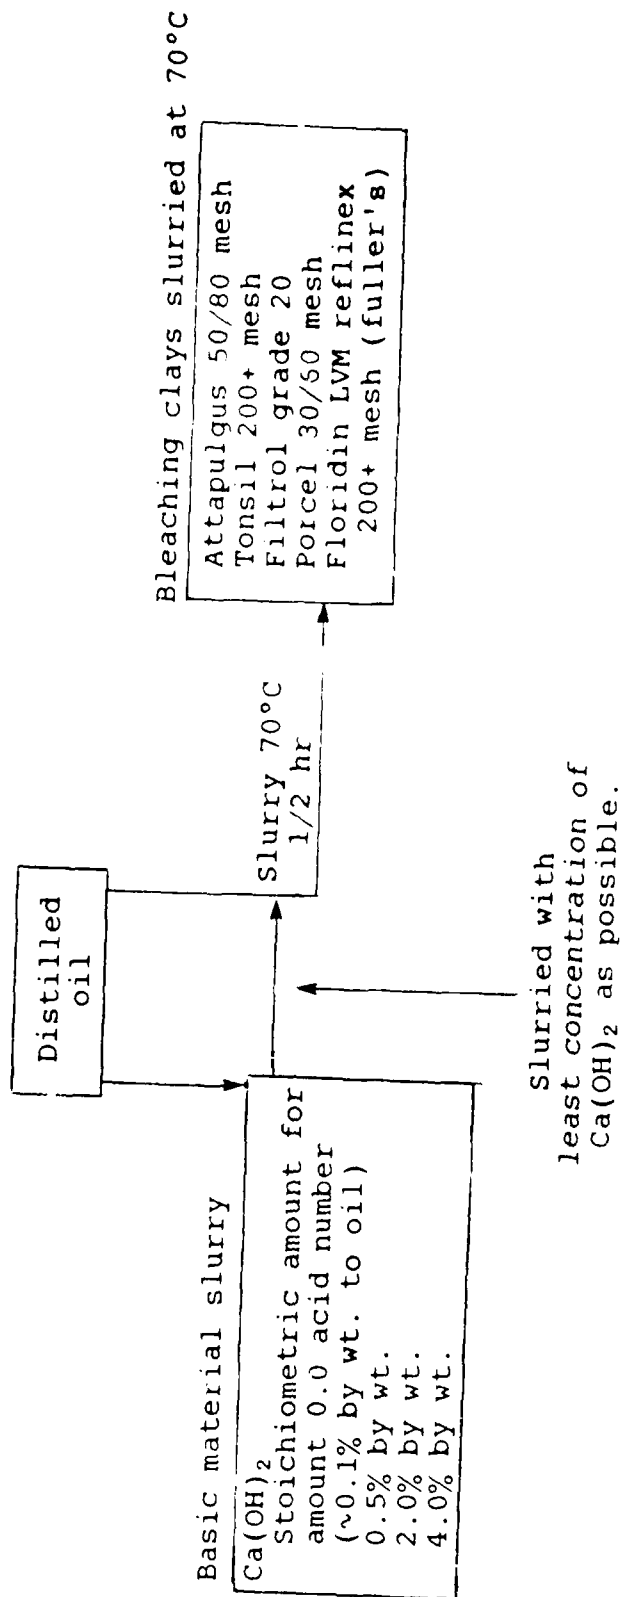 Distilled
oil
Basic material slurry
Ca(OH)2
Stoichiometric amount for
amount 0.0 acid number
(~0.1% by wt. to oil)
0.5% by wt.
2.0% by wt.
4.0% by wt.
Slurry 70°C
1/2 hr
Slurried with
least concentration of
Ca(OH)2 as possible.
Bleaching clays slurried at 70°C
Attapulgus 50/80 mesh
Tonsil 200+ mesh
Filtrol grade 20
Porcel 30/60 mesh
Floridin LVM reflinex
200+ mesh (fuller's)